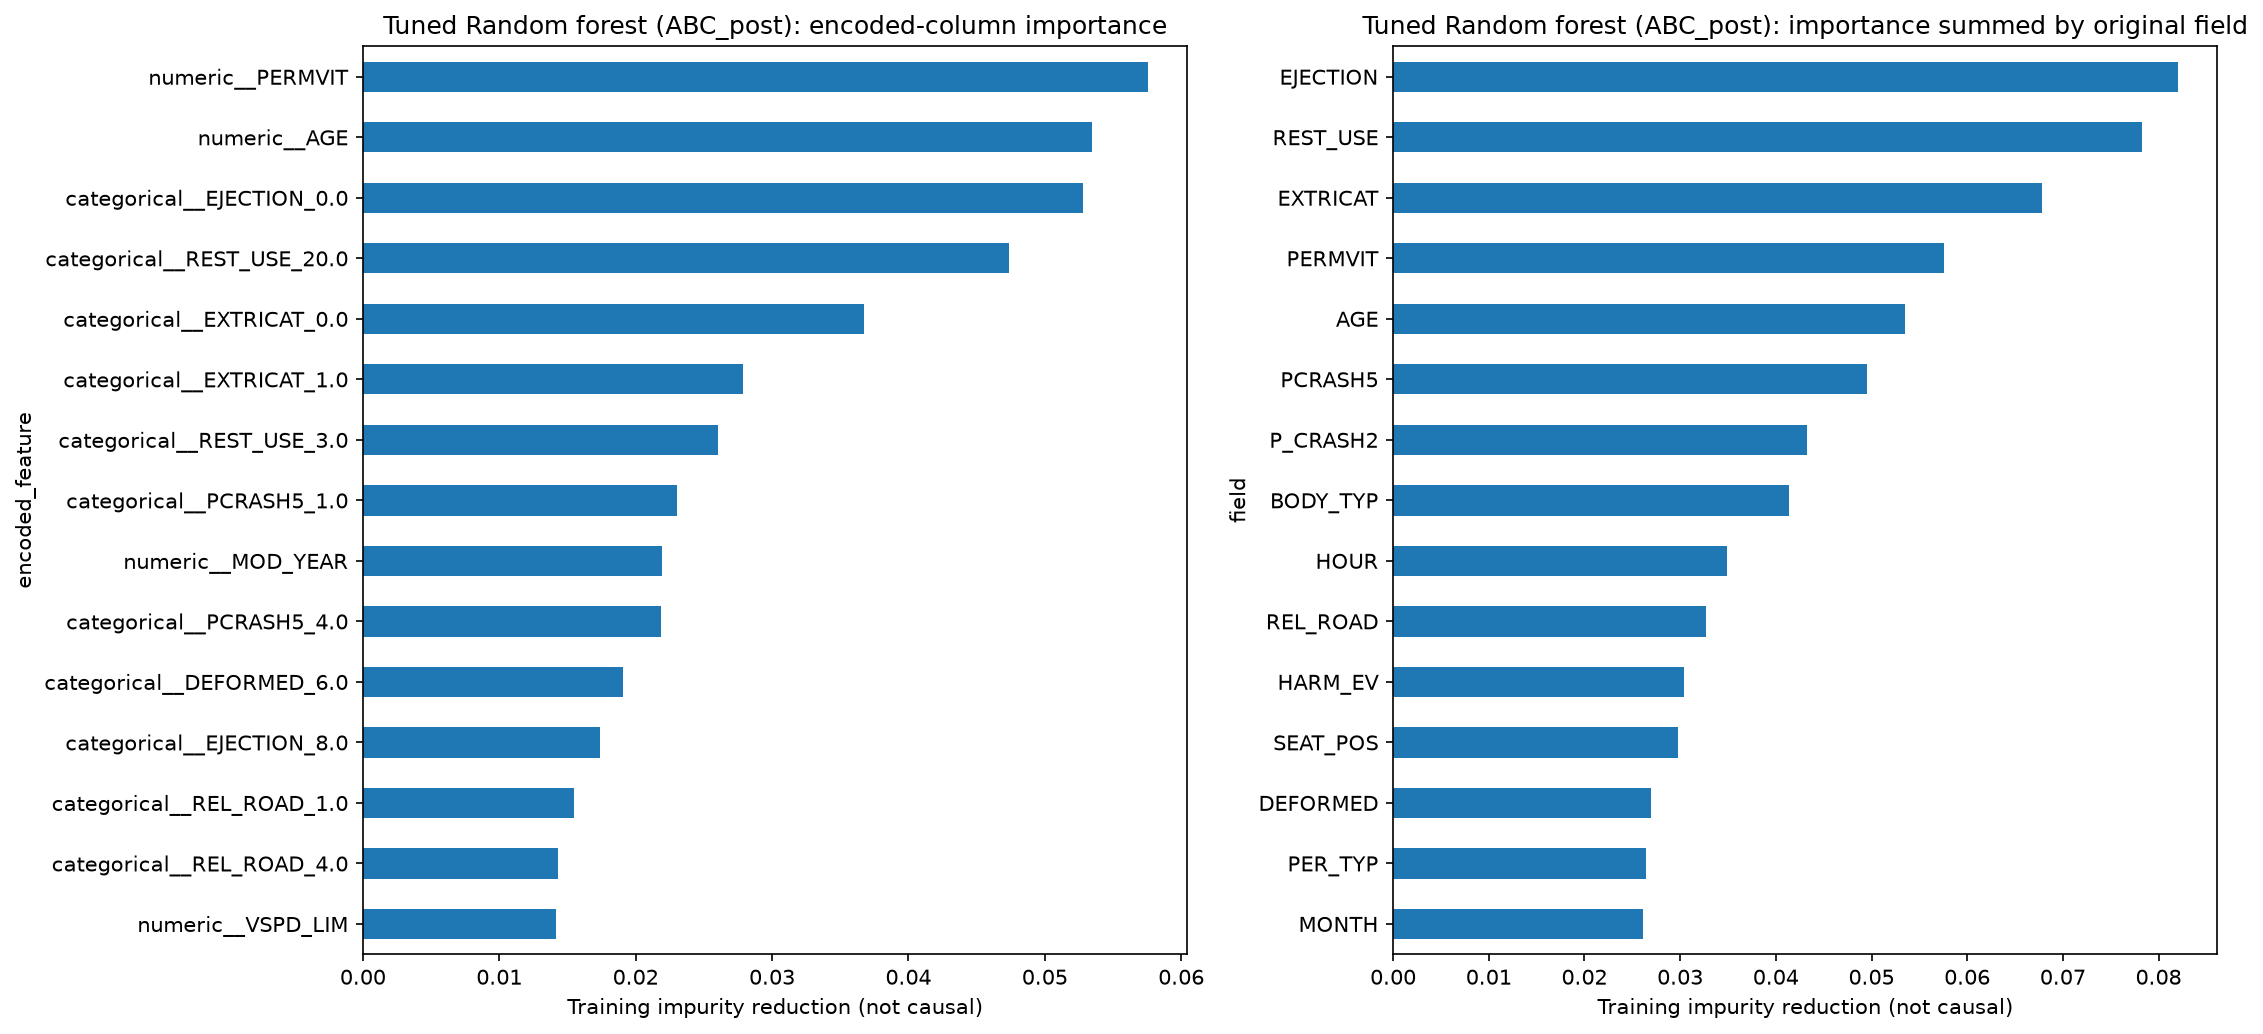 Tuned Random forest (ABC_post): encoded-column importance
encoded_feature
numeric__PERMVIT
numeric__AGE
categorical__EJECTION_0.0
categorical__REST_USE_20.0
categorical__EXTRICAT_0.0
categorical__EXTRICAT_1.0
categorical__REST_USE_3.0
categorical__PCRASH5_1.0
numeric__MOD_YEAR
categorical__PCRASH5_4.0
categorical__DEFORMED_6.0
categorical__EJECTION_8.0
categorical__REL_ROAD_1.0
categorical__REL_ROAD_4.0
numeric__VSPD_LIM
0.00 0.01 0.02 0.03 0.04 0.05 0.06
Training impurity reduction (not causal)
Tuned Random forest (ABC_post): importance summed by original field
field
EJECTION
REST_USE
EXTRICAT
PERMVIT
AGE
PCRASH5
P_CRASH2
BODY_TYP
HOUR
REL_ROAD
HARM_EV
SEAT_POS
DEFORMED
PER_TYP
MONTH
0.00 0.01 0.02 0.03 0.04 0.05 0.06 0.07 0.08
Training impurity reduction (not causal)